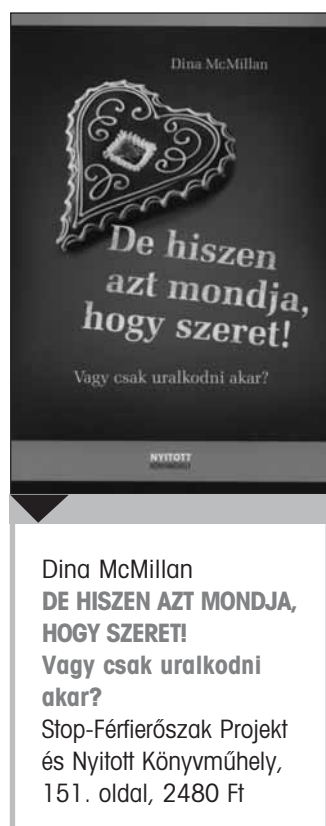 Dina McMillan
De hiszen
azt mondja,
hogy szeret!
Vagy csak uralkodni akar?
NYITOTT
KÖNYVMŰHELY
Dina McMillan
DE HISZEN AZT MONDJA,
HOGY SZERET!
Vagy csak uralkodni
akar?
Stop-Férfierőszak Projekt
és Nyitott Könyvműhely,
151. oldal, 2480 Ft